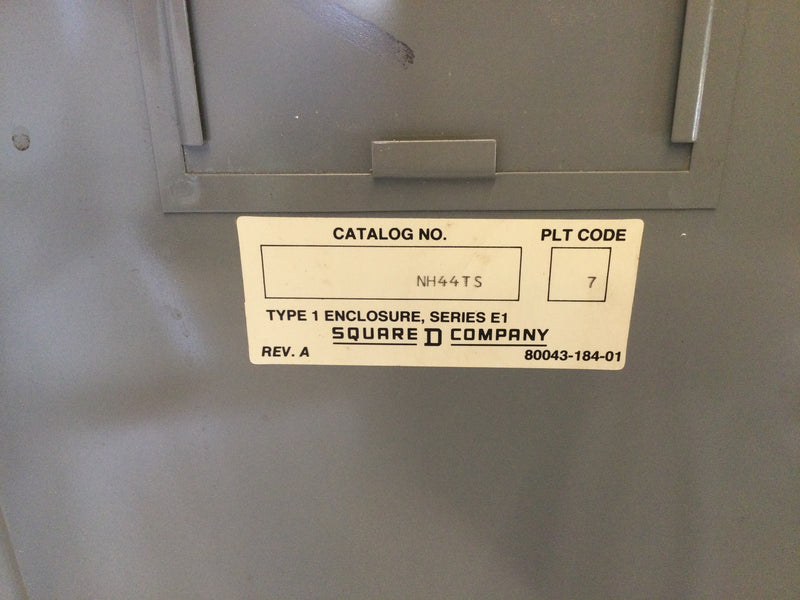 CATALOG NO. PLT CODE
NH44TS 7
TYPE 1 ENCLOSURE, SERIES E1
SQUARE D COMPANY
REV. A 80043-184-01